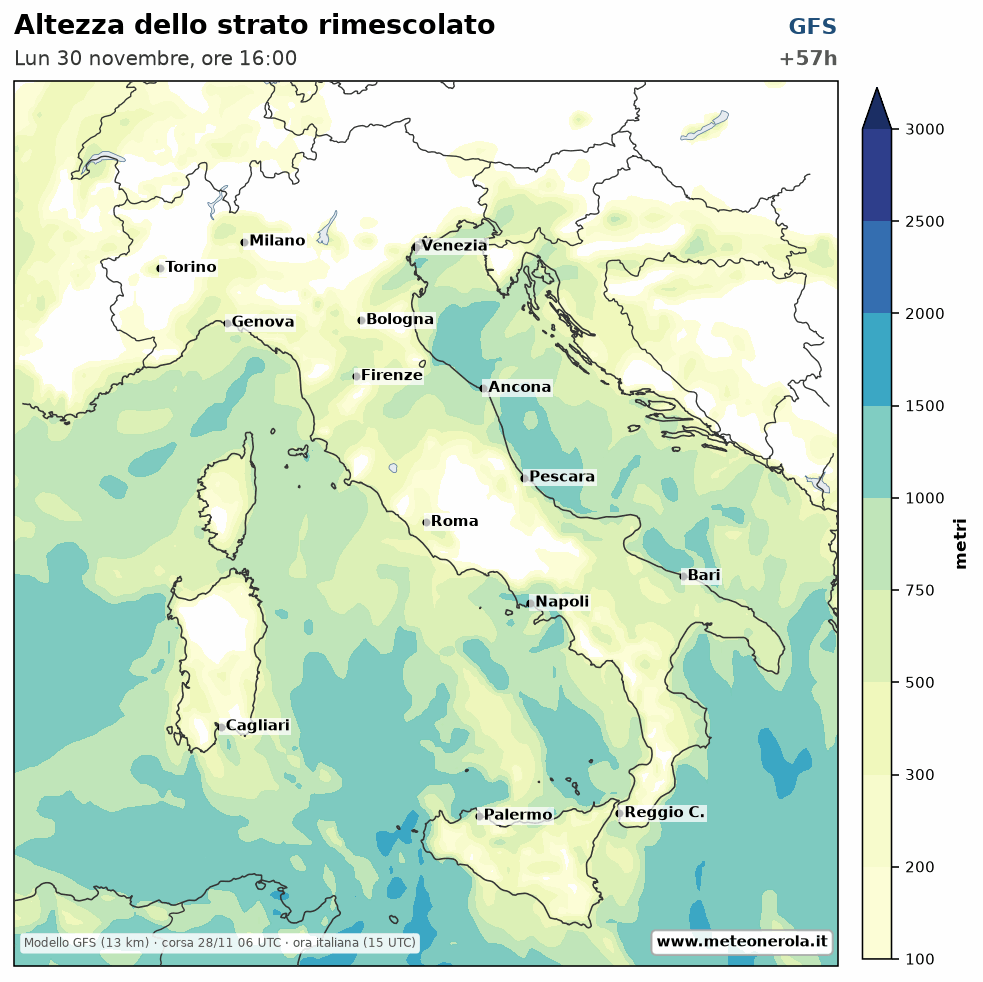 Altezza dello strato rimescolato
GFS
Lun 30 novembre, ore 16:00
+57h
Milano
Venezia
Torino
Genova
Bologna
Firenze
Ancona
Pescara
Roma
Bari
Napoli
Cagliari
Palermo
Reggio C.
3000
2500
2000
1500
1000
750
500
300
200
100
metri
Modello GFS (13 km) · corsa 28/11 06 UTC · ora italiana (15 UTC)
www.meteonerola.it